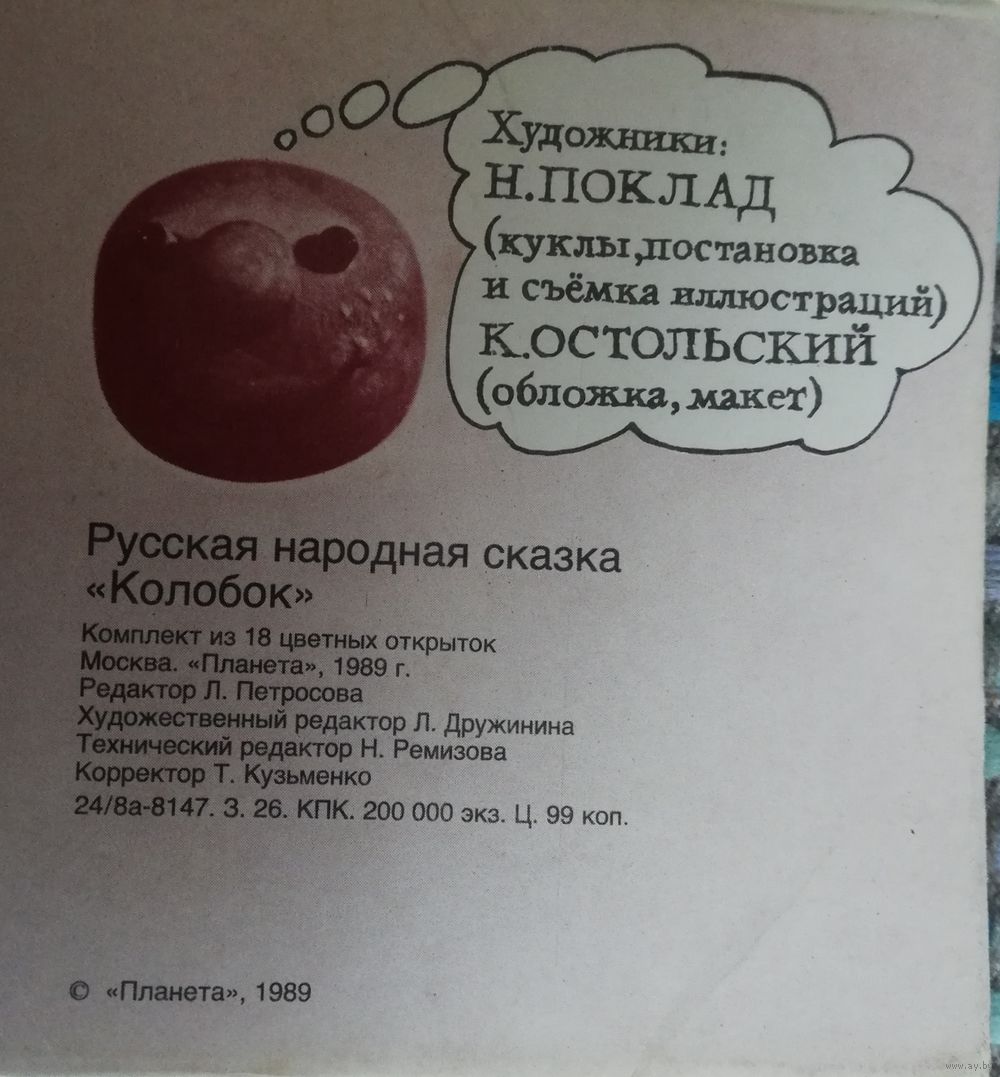 Художники:
Н.ПОКЛАД
(куклы,постановка
и съёмка иллюстраций)
К.ОСТОЛЬСКИЙ
(обложка, макет)
Русская народная сказка
«Колобок»
Комплект из 18 цветных открыток
Москва. «Планета», 1989 г.
Редактор Л. Петросова
Художественный редактор Л. Дружинина
Технический редактор Н. Ремизова
Корректор Т. Кузьменко
24/8а-8147. З. 26. КПК. 200 000 экз. Ц. 99 коп.
© «Планета», 1989